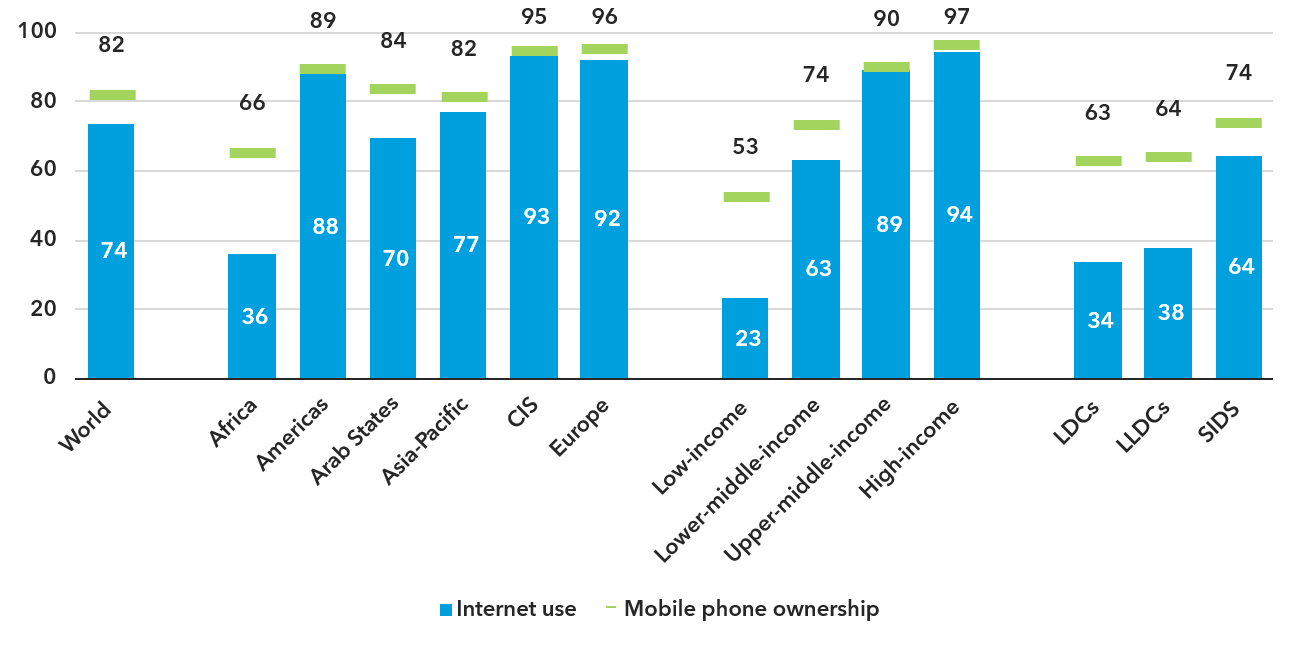 100
80
60
40
20
0
82
66
89
84
82
95
96
53
74
90
97
63
64
74
74
36
88
70
77
93
92
23
63
89
94
34
38
64
World
Africa
Americas
Arab States
Asia-Pacific
CIS
Europe
Low-income
Lower-middle-income
Upper-middle-income
High-income
LDCs
LLDCs
SIDS
Internet use
Mobile phone ownership